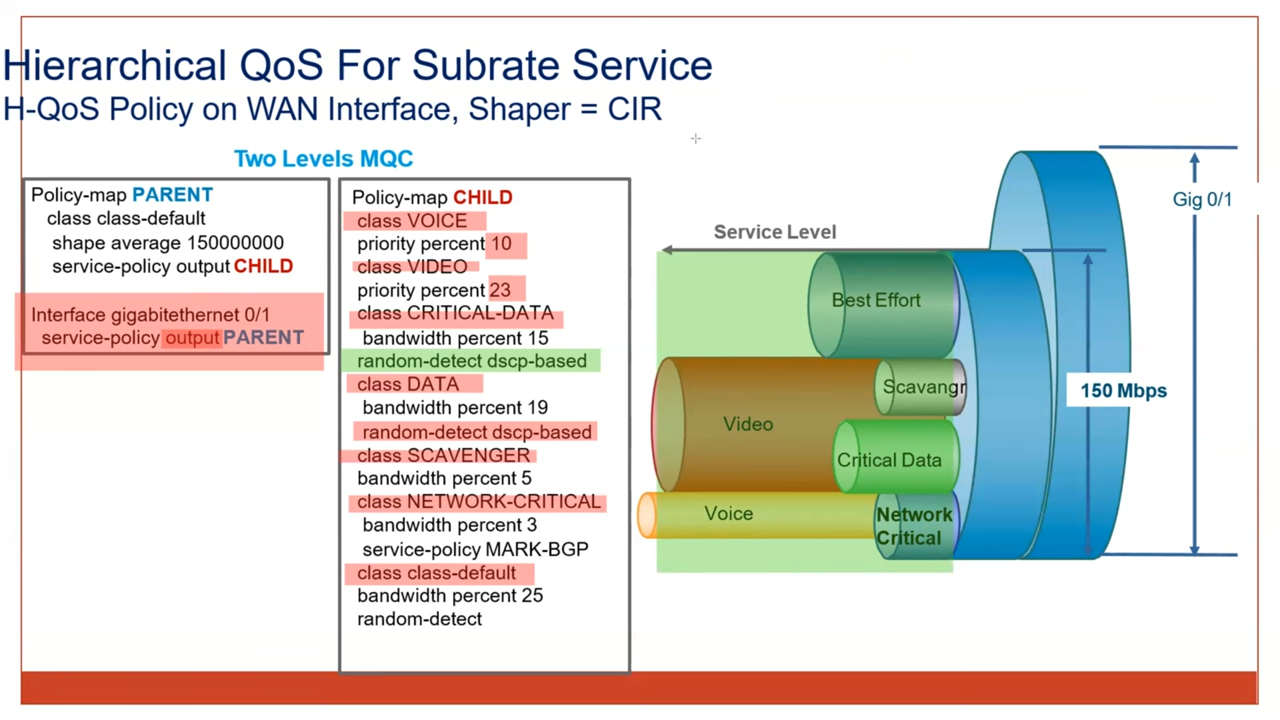 Hierarchical QoS For Subrate Service
H-QoS Policy on WAN Interface, Shaper = CIR
Two Levels MQC
Policy-map PARENT
class class-default
shape average 150000000
service-policy output CHILD
Interface gigabitethernet 0/1
service-policy output PARENT
Policy-map CHILD
class VOICE
priority percent 10
class VIDEO
priority percent 23
class CRITICAL-DATA
bandwidth percent 15
random-detect dscp-based
class DATA
bandwidth percent 19
random-detect dscp-based
class SCAVENGER
bandwidth percent 5
class NETWORK-CRITICAL
bandwidth percent 3
service-policy MARK-BGP
class class-default
bandwidth percent 25
random-detect
Service Level
Gig 0/1
Best Effort
Scavangr
150 Mbps
Video
Critical Data
Voice
Network
Critical